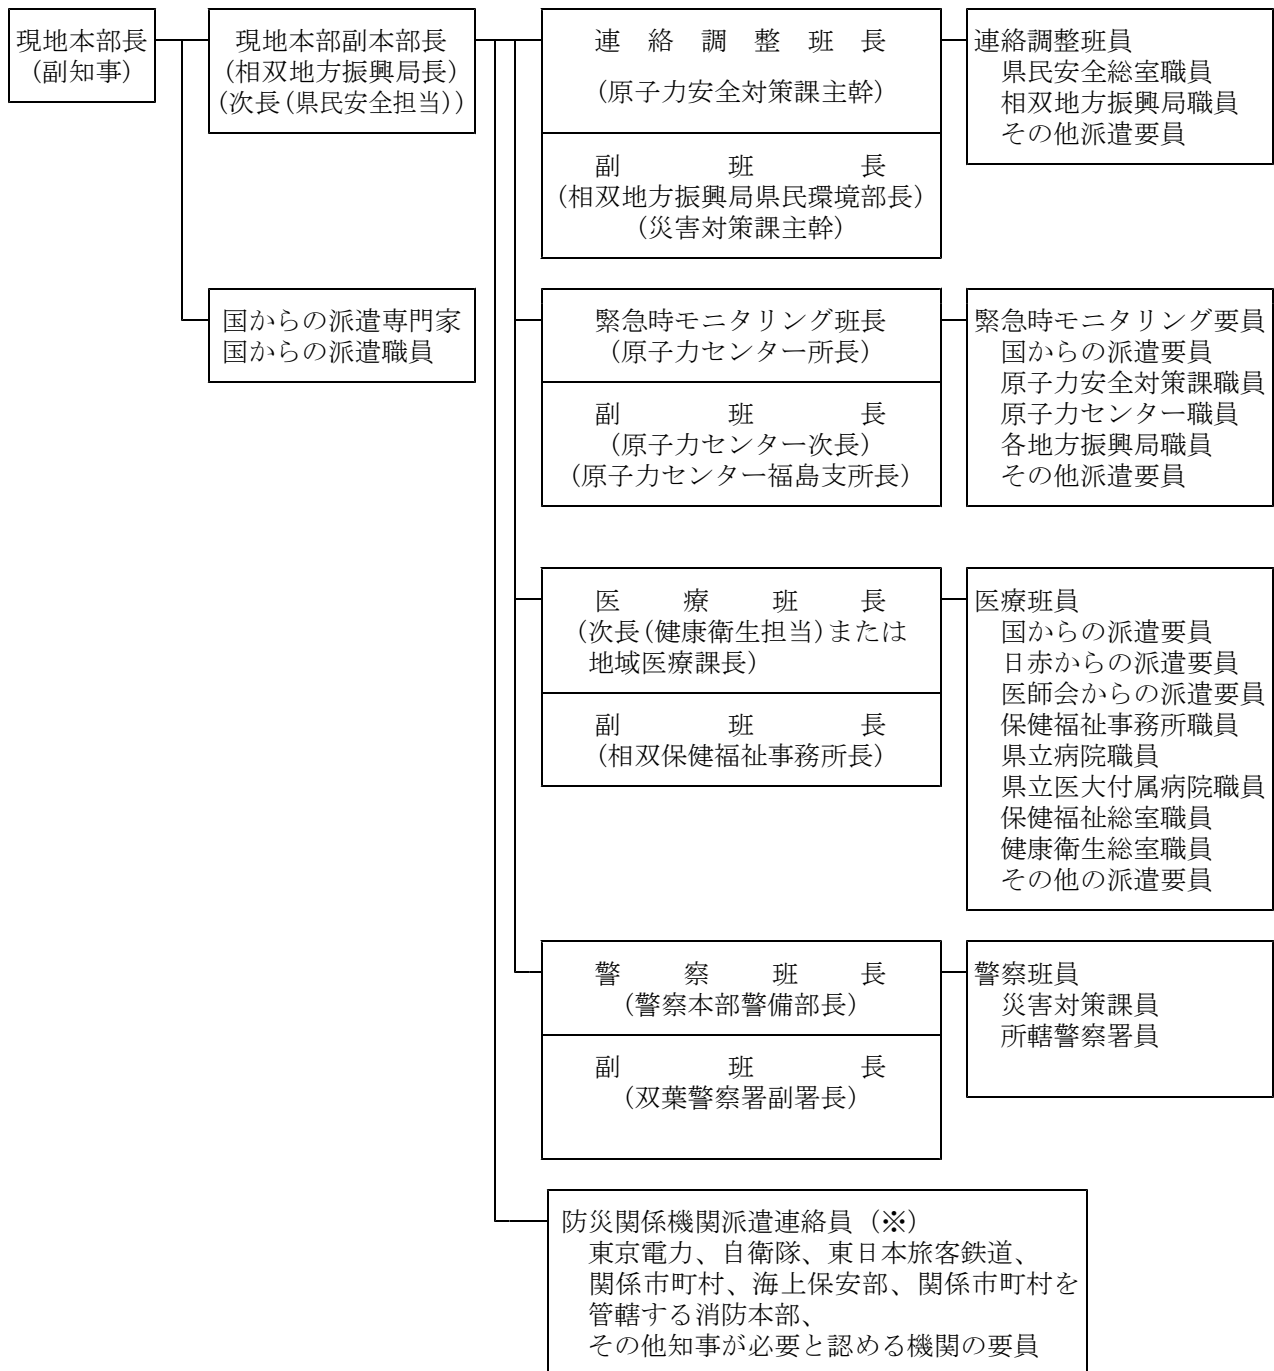 現地本部長
(副知事)
現地本部副本部長
(相双地方振興局長)
(次長(県民安全担当))
国からの派遣専門家
国からの派遣職員
連絡調整班長
(原子力安全対策課主幹)
副班長
(相双地方振興局県民環境部長)
(災害対策課主幹)
連絡調整班員
県民安全総室職員
相双地方振興局職員
その他派遣要員
緊急時モニタリング班長
(原子力センター所長)
副班長
(原子力センター次長)
(原子力センター福島支所長)
緊急時モニタリング要員
国からの派遣要員
原子力安全対策課職員
原子力センター職員
各地方振興局職員
その他派遣要員
医療班長
(次長(健康衛生担当)または
地域医療課長)
副班長
(相双保健福祉事務所長)
医療班員
国からの派遣要員
日赤からの派遣要員
医師会からの派遣要員
保健福祉事務所職員
県立病院職員
県立医大付属病院職員
保健福祉総室職員
健康衛生総室職員
その他の派遣要員
警察班長
(警察本部警備部長)
副班長
(双葉警察署副署長)
警察班員
災害対策課員
所轄警察署員
防災関係機関派遣連絡員(※)
東京電力、自衛隊、東日本旅客鉄道、
関係市町村、海上保安部、関係市町村を
管轄する消防本部、
その他知事が必要と認める機関の要員